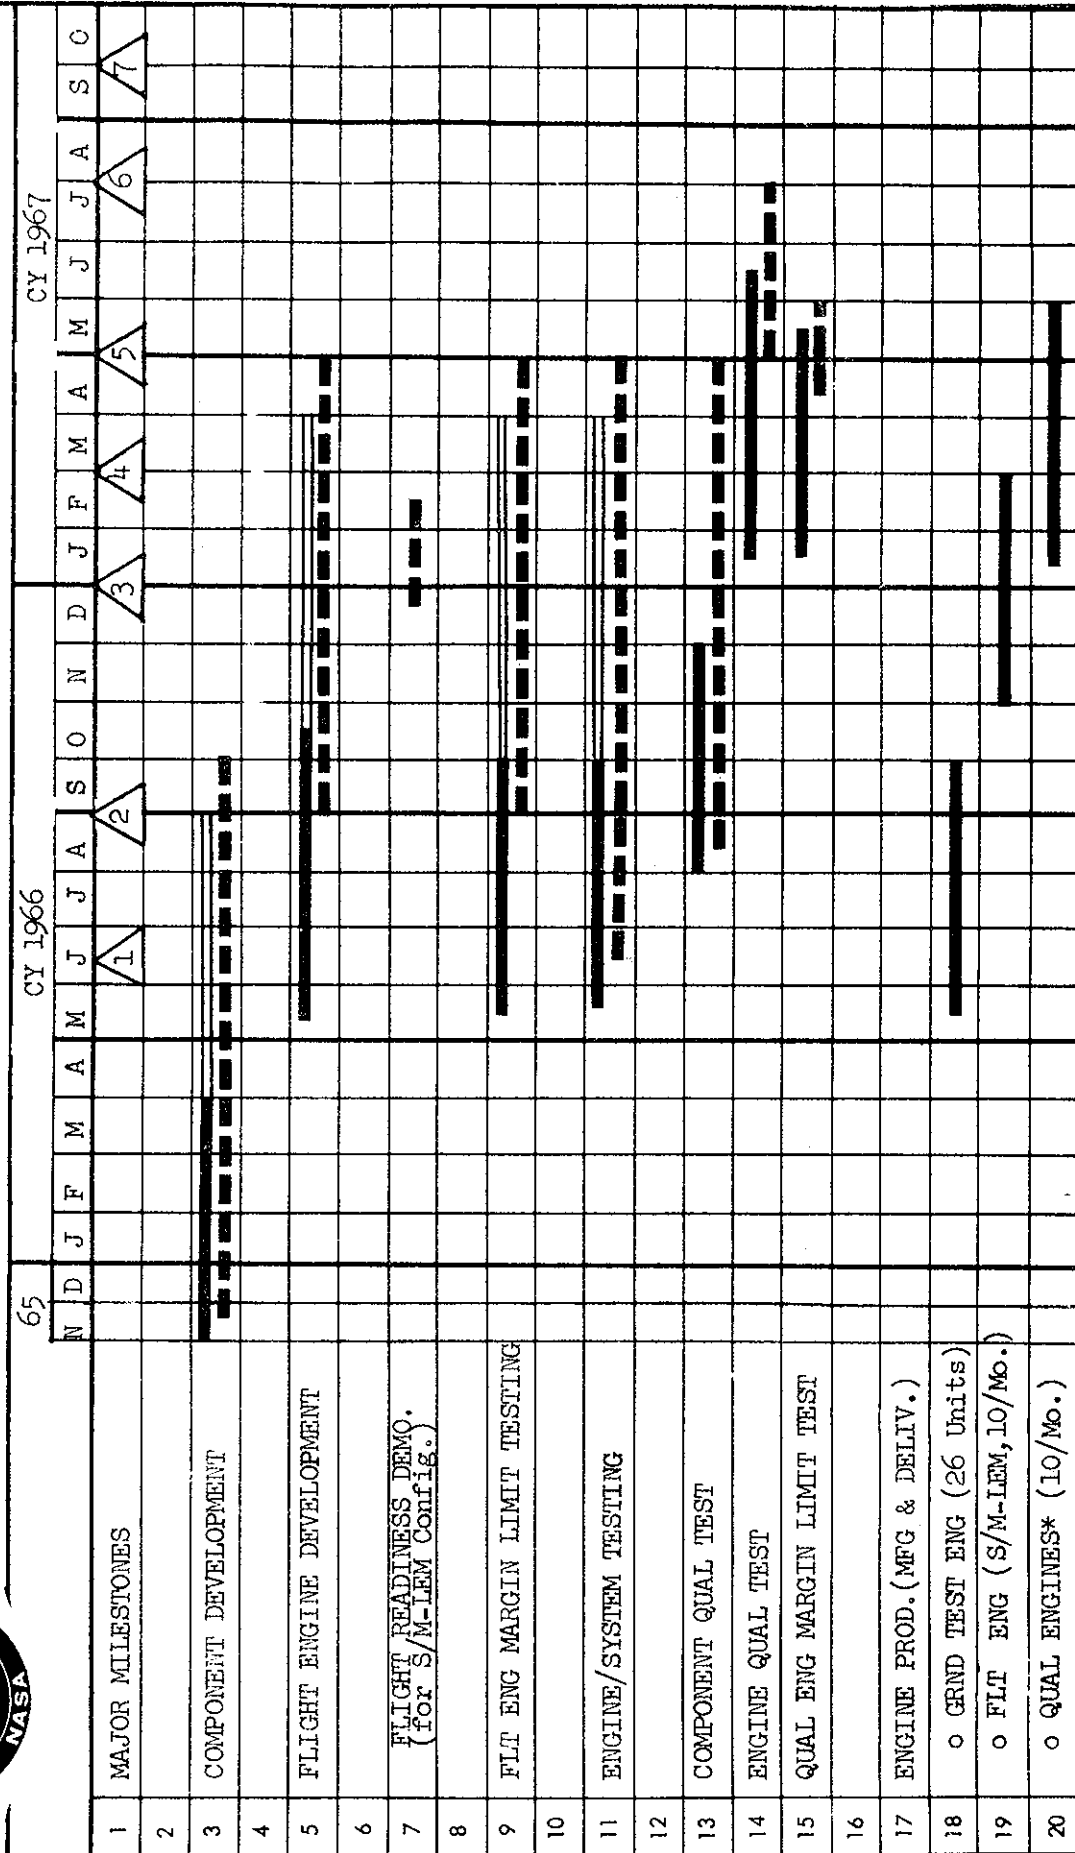 NASA
65
CY 1966
CY 1967
N D J F M A M J J A S O N D J F M A M J J A S O
1 MAJOR MILESTONES 1 2 3 4 5 6 7
2
3 COMPONENT DEVELOPMENT
4
5 FLIGHT ENGINE DEVELOPMENT
6
7 FLIGHT READINESS DEMO.
(for S/M-LEM Config.)
8
9 FLT ENG MARGIN LIMIT TESTING
10
11 ENGINE/SYSTEM TESTING
12
13 COMPONENT QUAL TEST
14 ENGINE QUAL TEST
15 QUAL ENG MARGIN LIMIT TEST
16
17 ENGINE PROD.(MFG & DELIV.)
18 o GRND TEST ENG (26 Units)
19 o FLT ENG (S/M-LEM,10/Mo.)
20 o QUAL ENGINES* (10/Mo.)